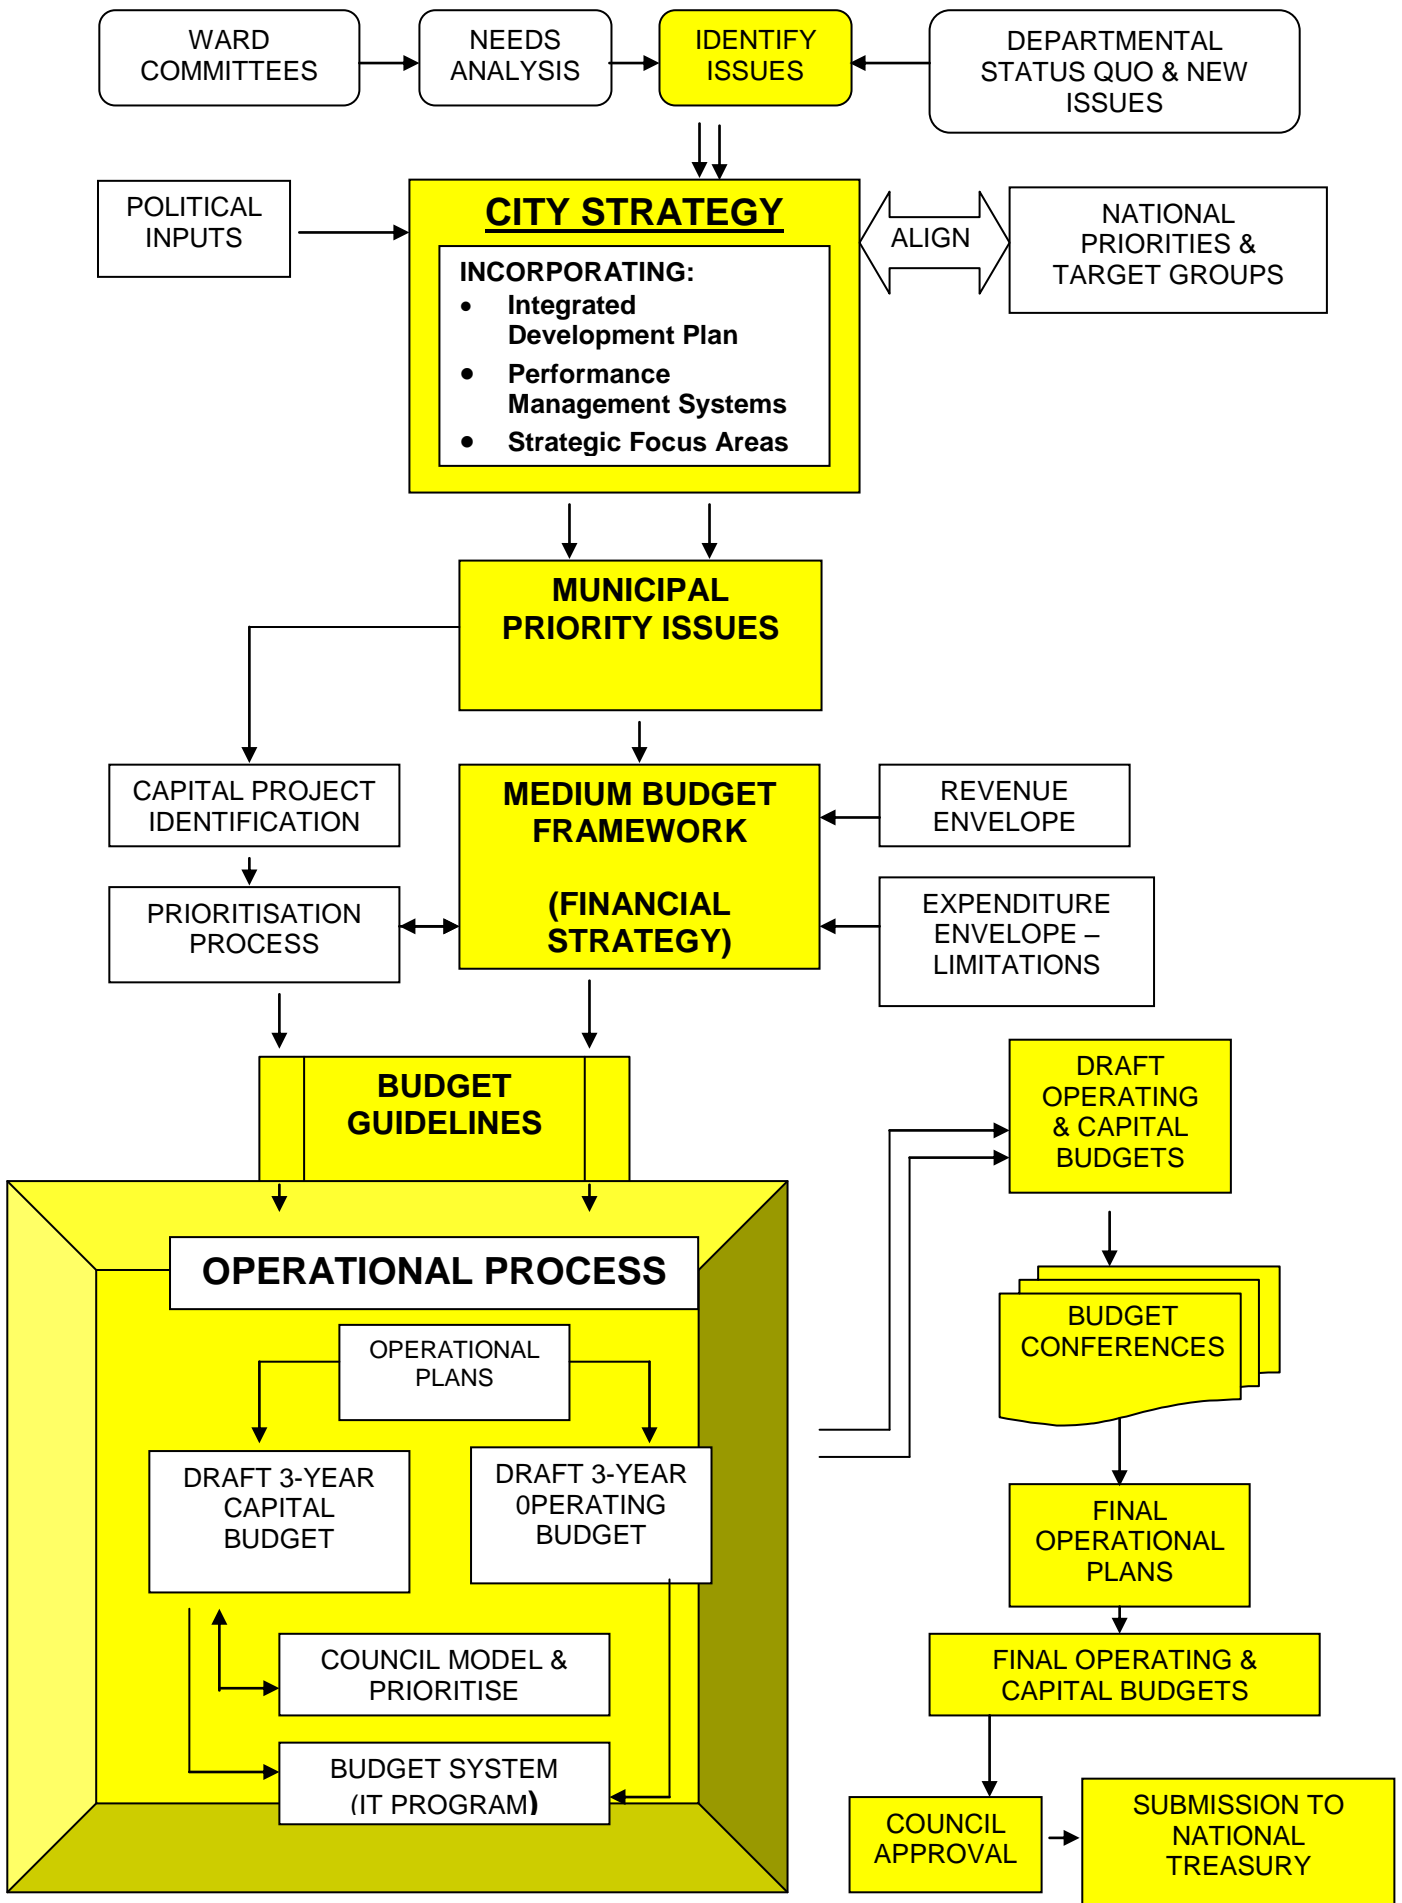 WARD
COMMITTEES
NEEDS
ANALYSIS
IDENTIFY
ISSUES
DEPARTMENTAL
STATUS QUO & NEW
ISSUES
POLITICAL
INPUTS
CITY STRATEGY
INCORPORATING:
• Integrated
Development Plan
• Performance
Management Systems
• Strategic Focus Areas
ALIGN
NATIONAL
PRIORITIES &
TARGET GROUPS
MUNICIPAL
PRIORITY ISSUES
CAPITAL PROJECT
IDENTIFICATION
MEDIUM BUDGET
FRAMEWORK
(FINANCIAL
STRATEGY)
REVENUE
ENVELOPE
PRIORITISATION
PROCESS
EXPENDITURE
ENVELOPE –
LIMITATIONS
BUDGET
GUIDELINES
OPERATIONAL PROCESS
OPERATIONAL
PLANS
DRAFT 3-YEAR
CAPITAL
BUDGET
DRAFT 3-YEAR
0PERATING
BUDGET
COUNCIL MODEL &
PRIORITISE
BUDGET SYSTEM
(IT PROGRAM)
DRAFT
OPERATING
& CAPITAL
BUDGETS
BUDGET
CONFERENCES
FINAL
OPERATIONAL
PLANS
FINAL OPERATING &
CAPITAL BUDGETS
COUNCIL
APPROVAL
SUBMISSION TO
NATIONAL
TREASURY